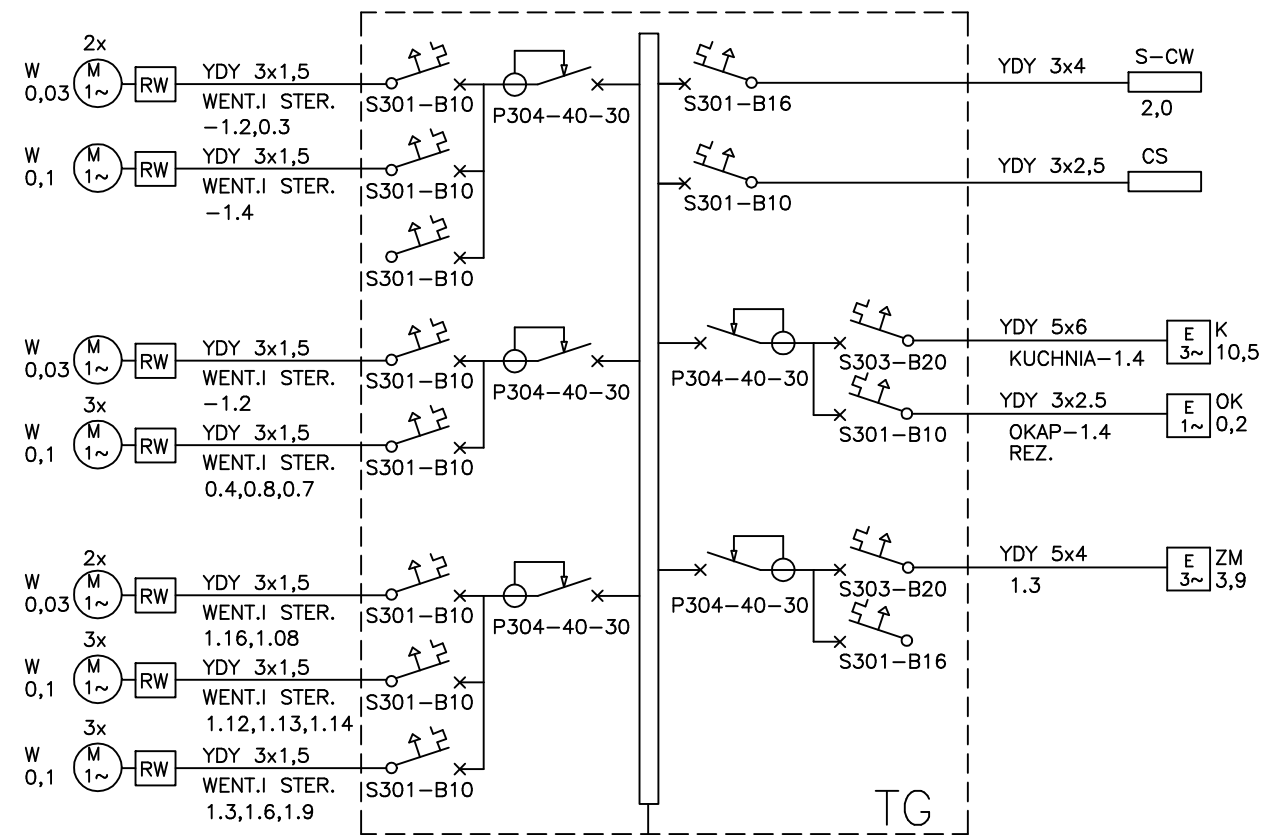 2x
W
0,03
M
1~
RW
YDY 3x1,5
WENT.I STER.
-1.2,0.3
S301-B10
P304-40-30
W
0,1
M
1~
RW
YDY 3x1,5
WENT.I STER.
-1.4
S301-B10
S301-B10
W
0,03
M
1~
RW
YDY 3x1,5
WENT.I STER.
-1.2
S301-B10
P304-40-30
3x
W
0,1
M
1~
RW
YDY 3x1,5
WENT.I STER.
0.4,0.8,0.7
S301-B10
2x
W
0,03
M
1~
RW
YDY 3x1,5
WENT.I STER.
1.16,1.08
S301-B10
P304-40-30
3x
W
0,1
M
1~
RW
YDY 3x1,5
WENT.I STER.
1.12,1.13,1.14
S301-B10
3x
W
0,1
M
1~
RW
YDY 3x1,5
WENT.I STER.
1.3,1.6,1.9
S301-B10
S301-B16
YDY 3x4
S-CW
2,0
S301-B10
YDY 3x2,5
CS
P304-40-30
S303-B20
YDY 5x6
KUCHNIA-1.4
E
3~
K
10,5
S301-B10
YDY 3x2.5
OKAP-1.4
REZ.
E
1~
OK
0,2
P304-40-30
S303-B20
YDY 5x4
1.3
E
3~
ZM
3,9
S301-B16
TG